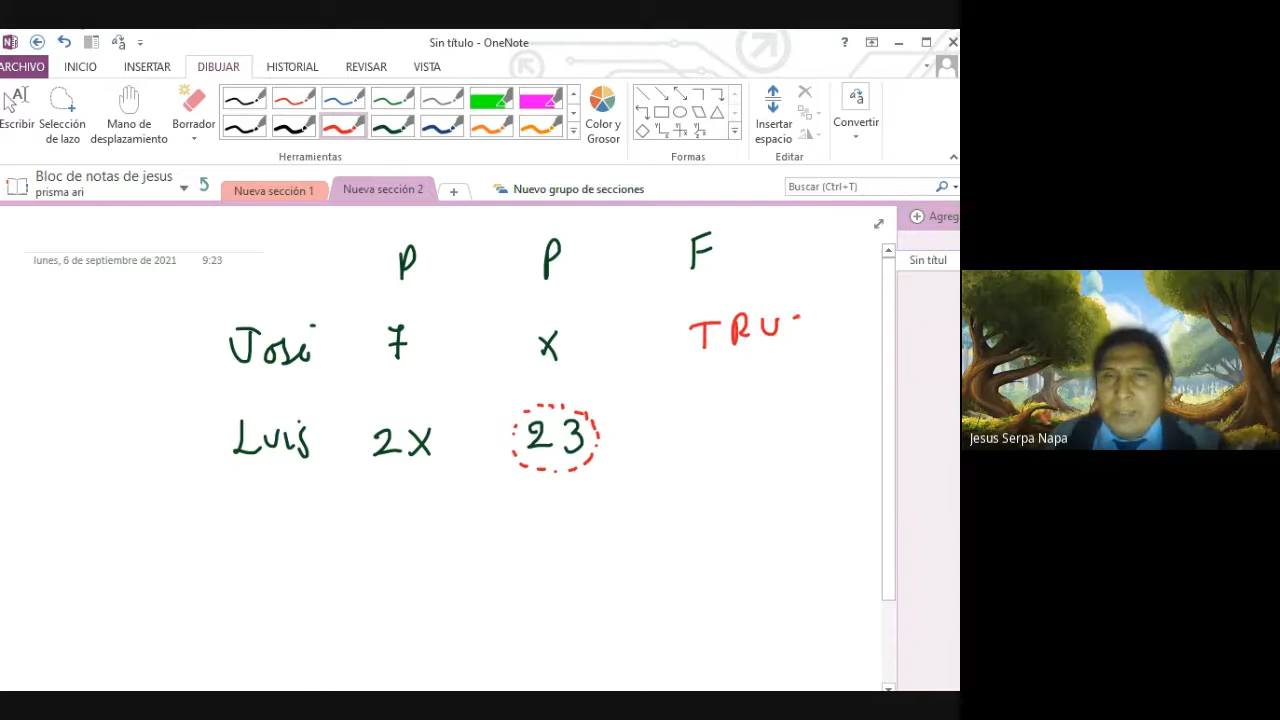 Sin título - OneNote
?
ARCHIVO INICIO INSERTAR DIBUJAR HISTORIAL REVISAR VISTA
Escribir
Selección de lazo
Mano de desplazamiento
Borrador
Color y Grosor
Insertar espacio
Convertir
Herramientas
Formas
Editar
Bloc de notas de jesus
prisma ari
Nueva sección 1
Nueva sección 2
+
Nuevo grupo de secciones
Buscar (Ctrl+T)
Agreg
Sin títul
lunes, 6 de septiembre de 2021 9:23
P P F
José 7 x TRU
Luis 2x 23
Jesus Serpa Napa